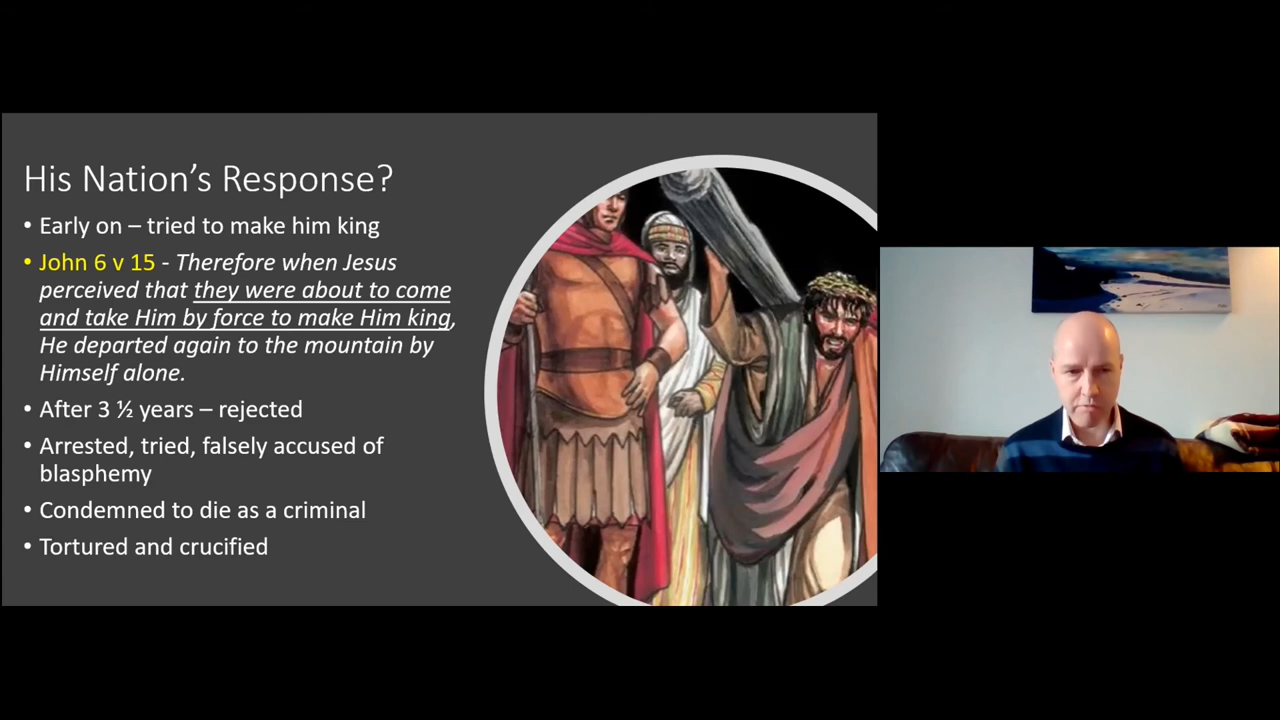 His Nation's Response?
• Early on – tried to make him king
• John 6 v 15 - Therefore when Jesus
perceived that they were about to come
and take Him by force to make Him king,
He departed again to the mountain by
Himself alone.
• After 3 ½ years – rejected
• Arrested, tried, falsely accused of
blasphemy
• Condemned to die as a criminal
• Tortured and crucified